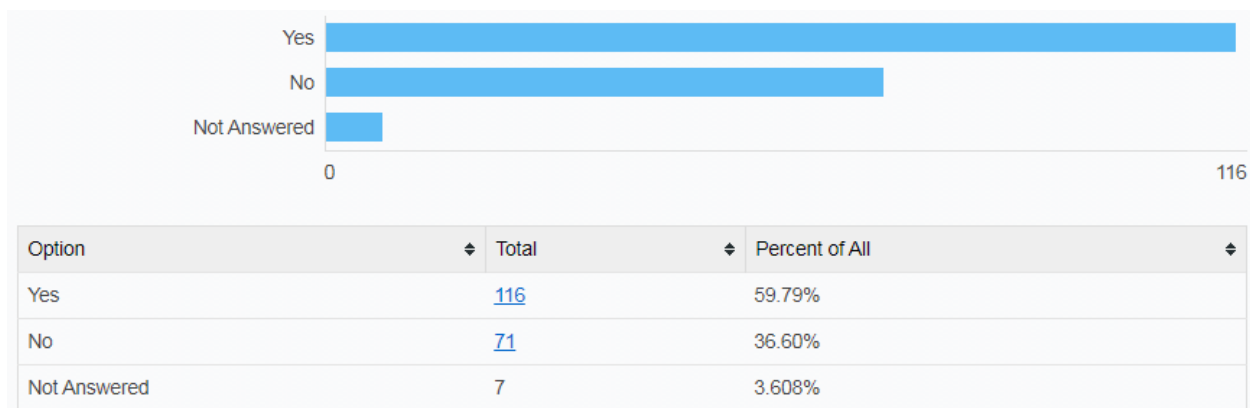 Yes
No
Not Answered
0 116
Option Total Percent of All
Yes 116 59.79%
No 71 36.60%
Not Answered 7 3.608%